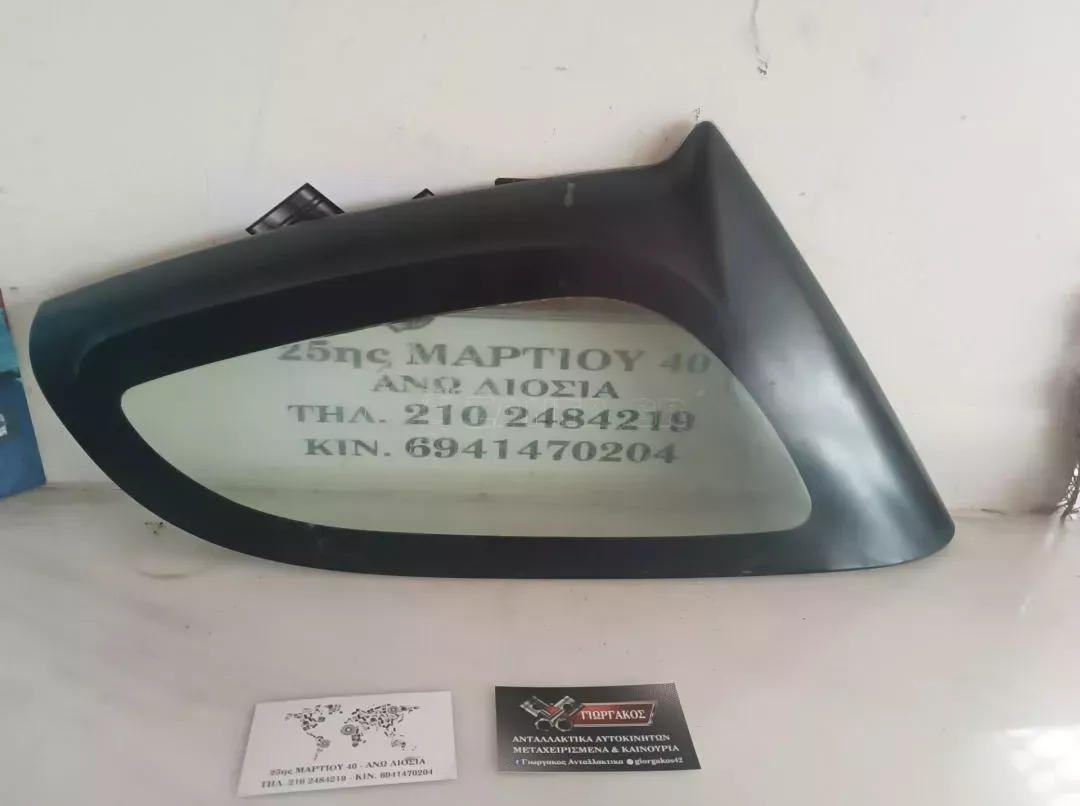 25ης ΜΑΡΤΙΟΥ 40
ΑΝΩ ΛΙΟΣΙΑ
ΤΗΛ. 210 2484219
ΚΙΝ. 6941470204
25ης ΜΑΡΤΙΟΥ 40 - ΑΝΩ ΛΙΟΣΙΑ
ΤΗΛ. 210 2484219 - ΚΙΝ. 6941470204
ΓΙΩΡΓΑΚΟΣ
ΑΝΤΑΛΛΑΚΤΙΚΑ ΑΥΤΟΚΙΝΗΤΩΝ
ΜΕΤΑΧΕΙΡΙΣΜΕΝΑ & ΚΑΙΝΟΥΡΙΑ
Γιωργακος Ανταλλακτικα giorgakos42